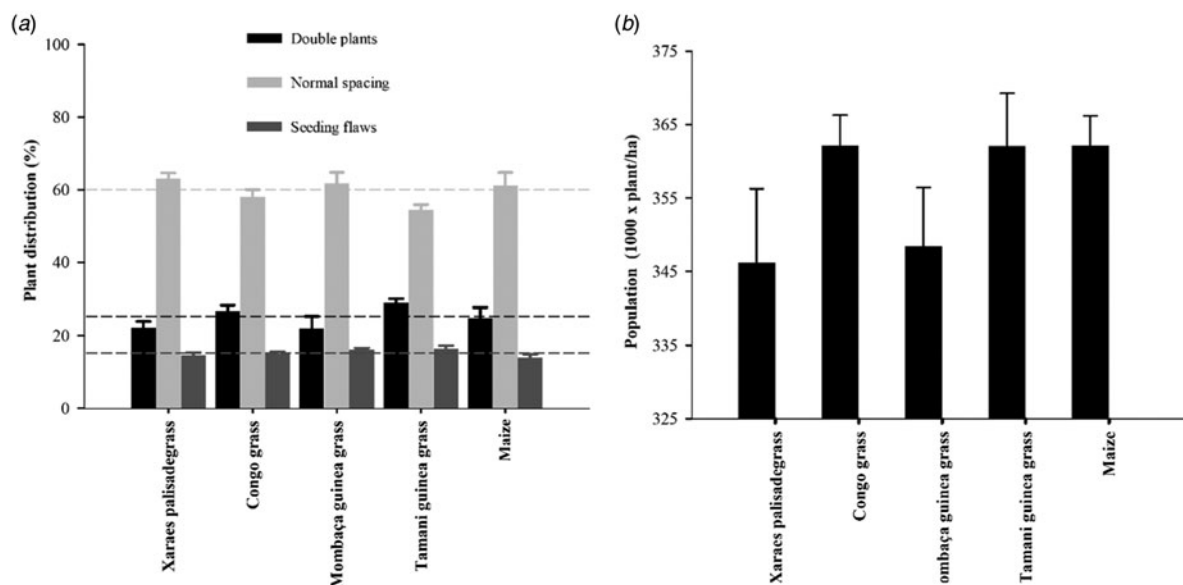 (a)
100
80
60
40
20
0
Plant distribution (%)
Double plants
Normal spacing
Seeding flaws
Xaraes palisadegrass
Congo grass
Mombaça guinea grass
Tamani guinea grass
Maize
(b)
375
365
355
345
335
325
Population (1000 x plant/ha)
Xaraes palisadegrass
Congo grass
ombaça guinea grass
Tamani guinea grass
Maize